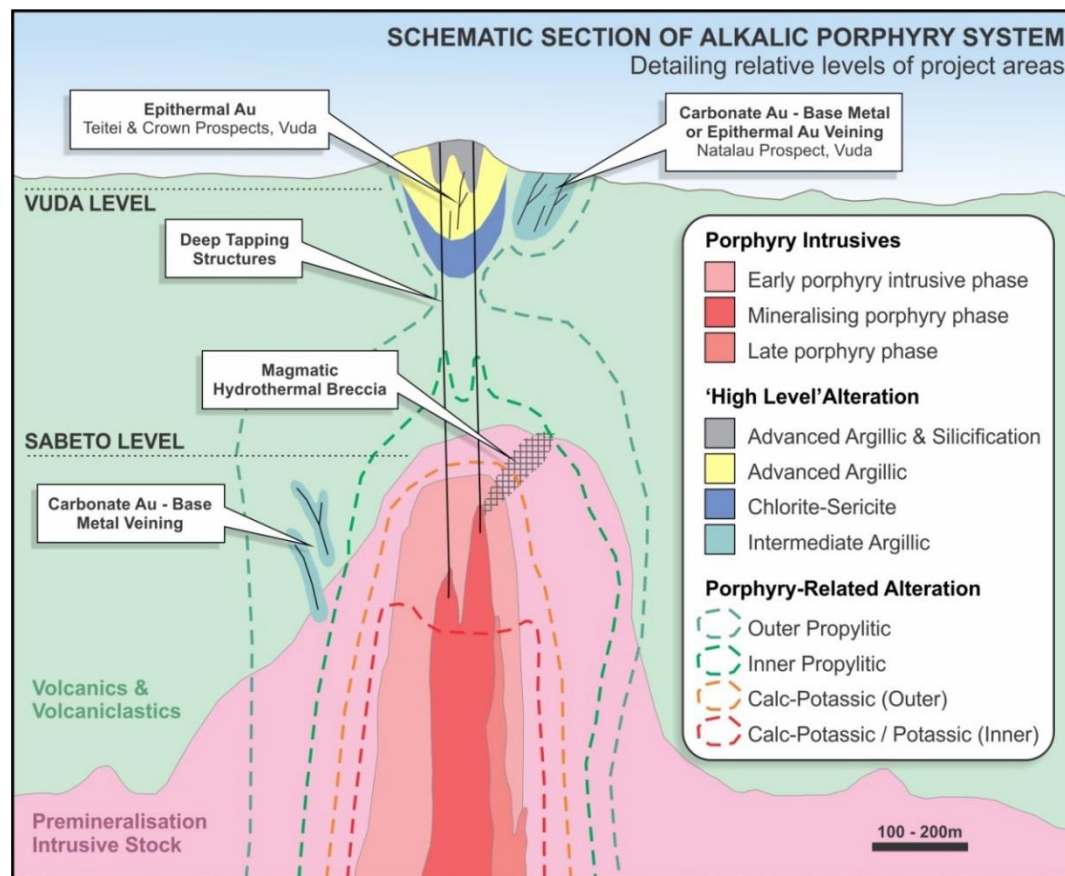 SCHEMATIC SECTION OF ALKALIC PORPHYRY SYSTEM
Detailing relative levels of project areas
Epithermal Au
Teitei & Crown Prospects, Vuda
Carbonate Au - Base Metal
or Epithermal Au Veining
Natalau Prospect, Vuda
VUDA LEVEL
Deep Tapping
Structures
Magmatic
Hydrothermal Breccia
SABETO LEVEL
Carbonate Au - Base
Metal Veining
Volcanics &
Volcaniclastics
Premineralisation
Intrusive Stock
Porphyry Intrusives
Early porphyry intrusive phase
Mineralising porphyry phase
Late porphyry phase
‘High Level’Alteration
Advanced Argillic & Silicification
Advanced Argillic
Chlorite-Sericite
Intermediate Argillic
Porphyry-Related Alteration
Outer Propylitic
Inner Propylitic
Calc-Potassic (Outer)
Calc-Potassic / Potassic (Inner)
100 - 200m